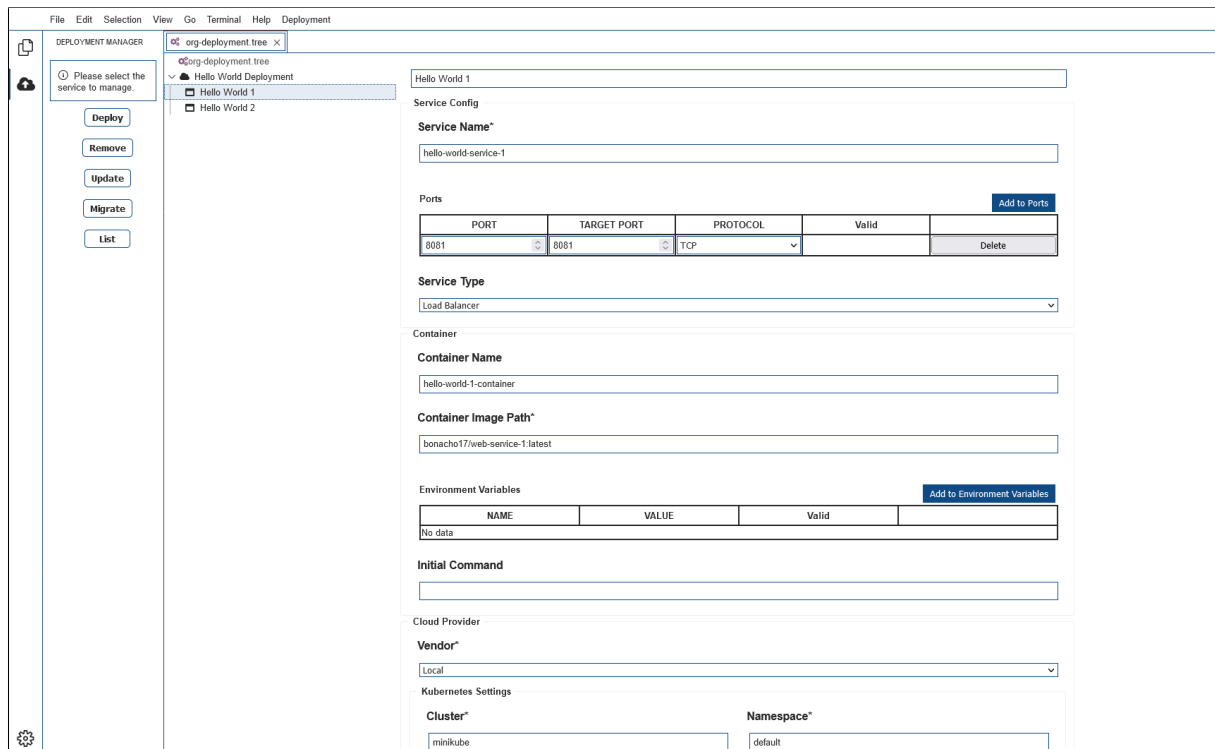 File Edit Selection View Go Terminal Help Deployment
DEPLOYMENT MANAGER
Please select the
service to manage.
Deploy
Remove
Update
Migrate
List
org-deployment.tree
org-deployment.tree
Hello World Deployment
Hello World 1
Hello World 2
Hello World 1
Service Config
Service Name*
hello-world-service-1
Ports
Add to Ports
PORT TARGET PORT PROTOCOL Valid
8081 8081 TCP Delete
Service Type
Load Balancer
Container
Container Name
hello-world-1-container
Container Image Path*
bonacho17/web-service-1:latest
Environment Variables
Add to Environment Variables
NAME VALUE Valid
No data
Initial Command
Cloud Provider
Vendor*
Local
Kubernetes Settings
Cluster* Namespace*
minikube default